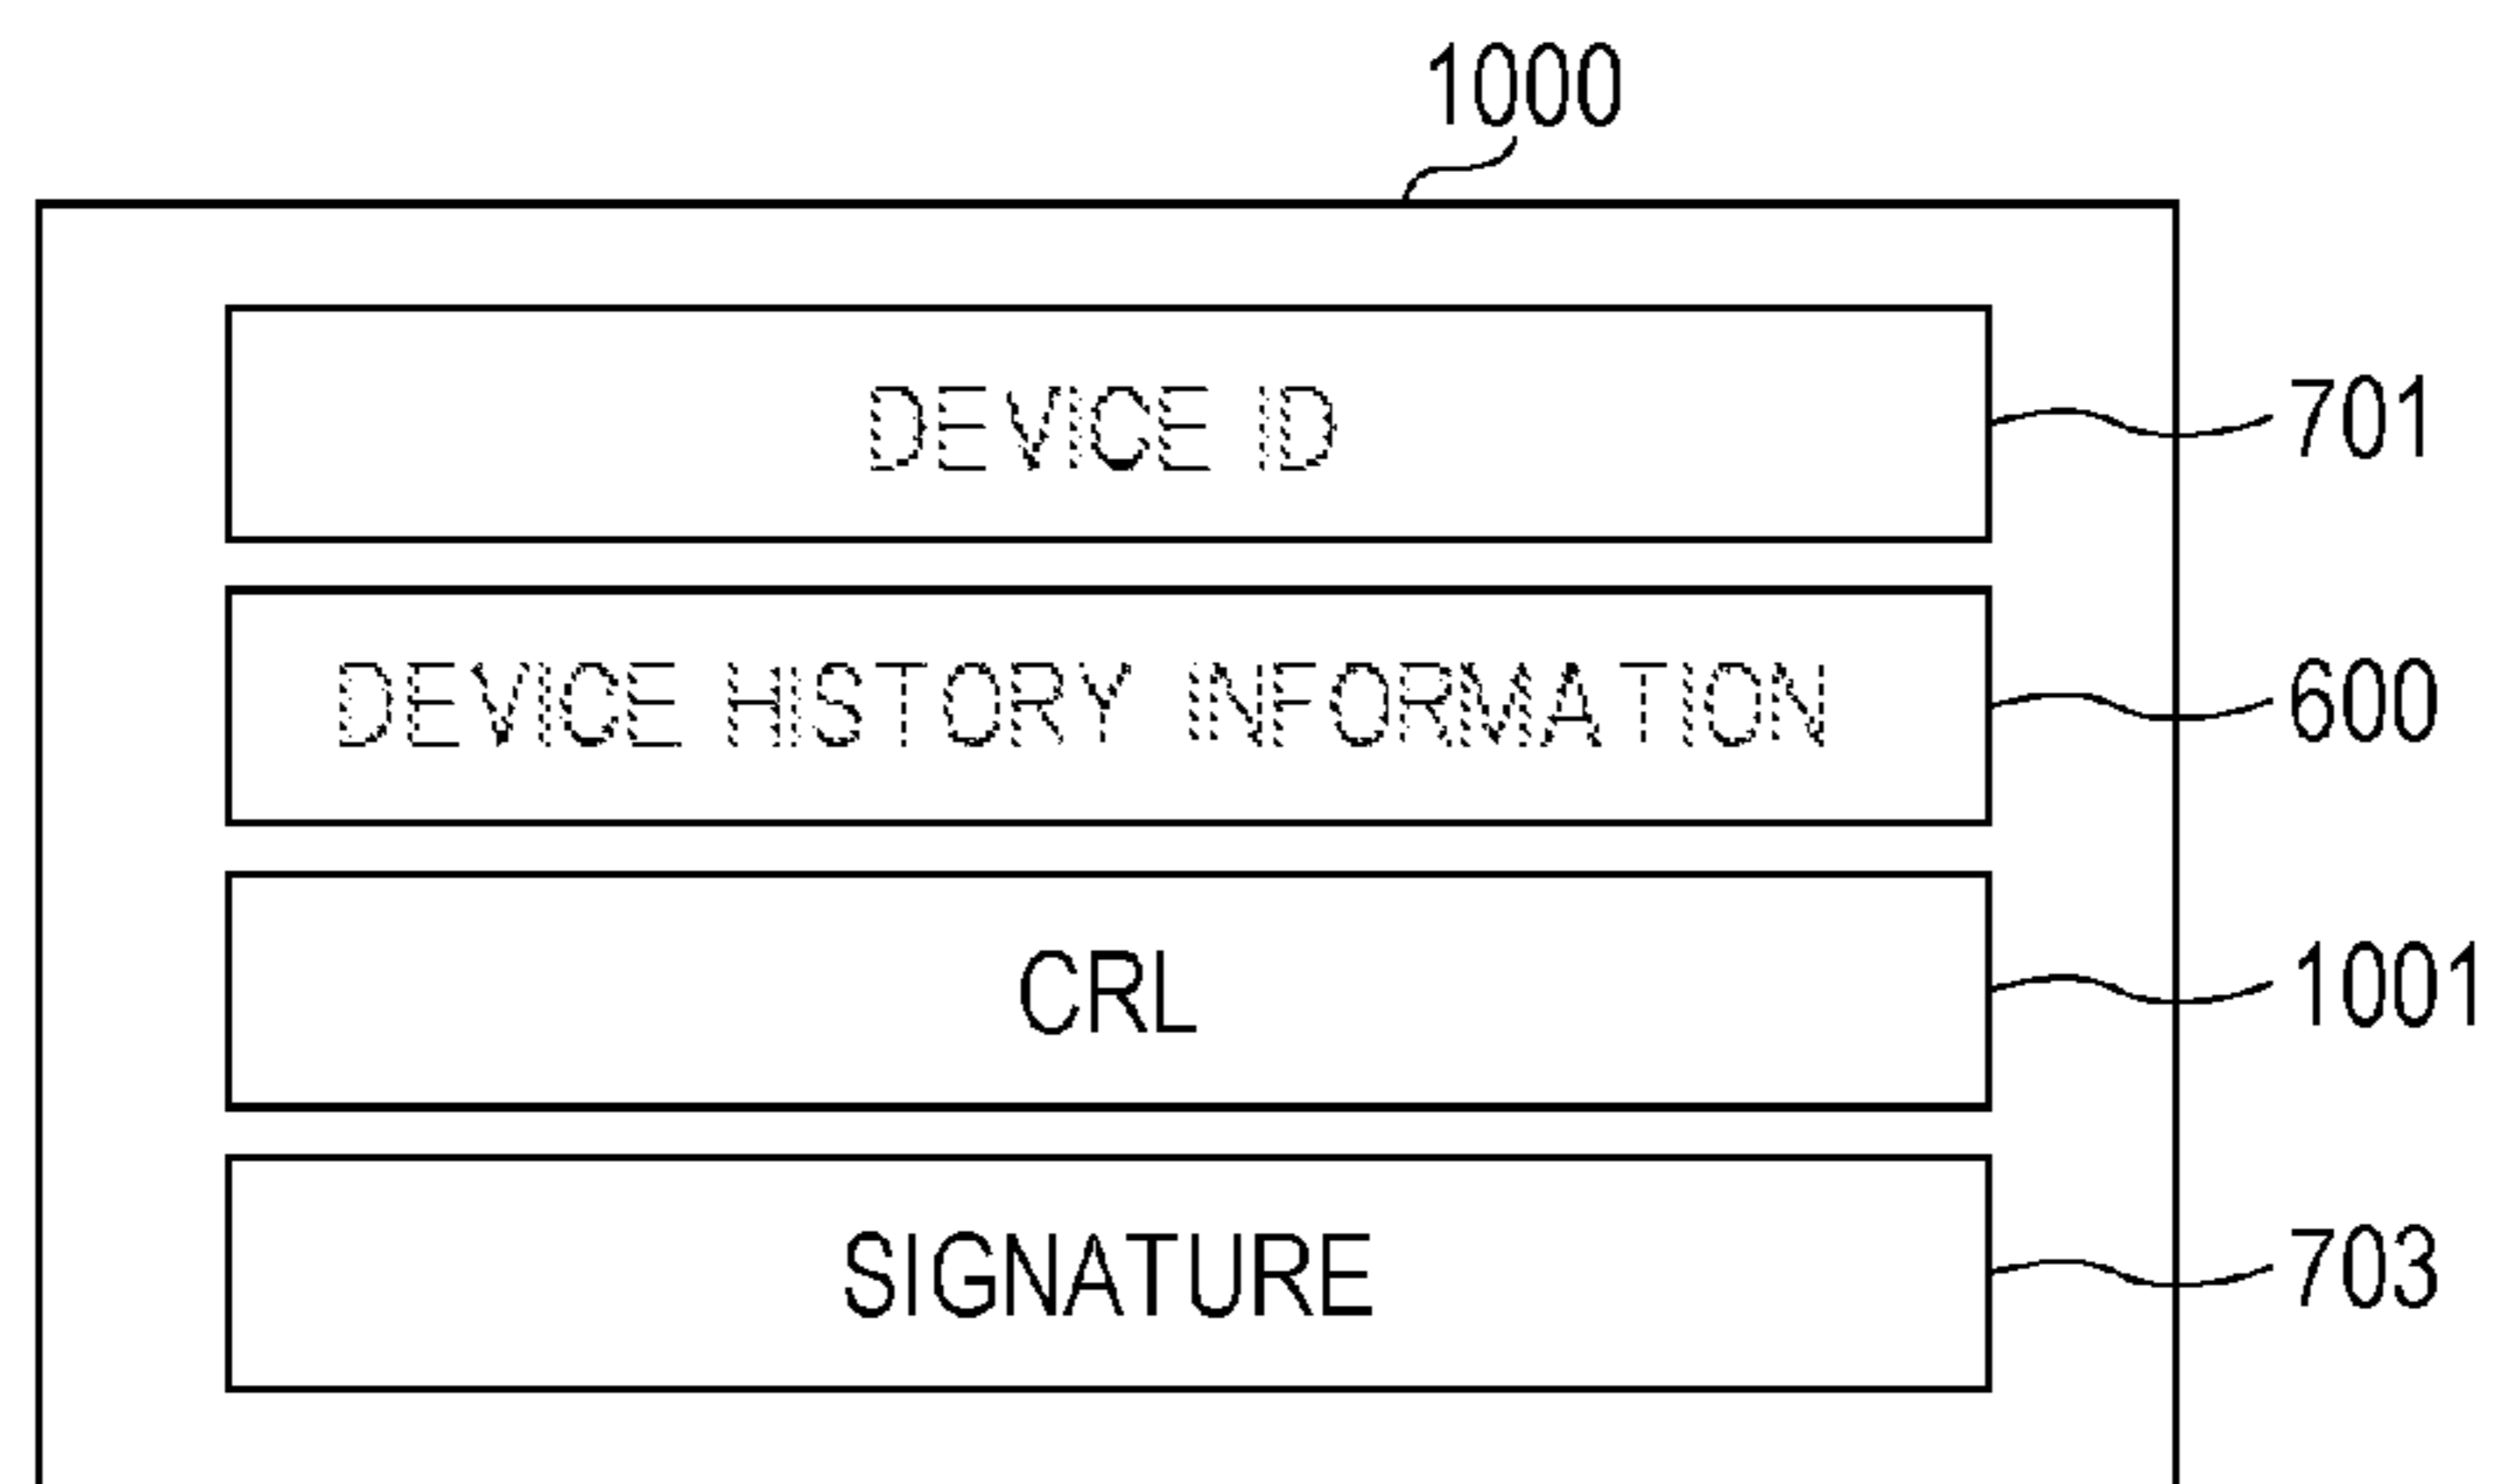 1000
DEVICE ID 701
DEVICE HISTORY INFORMATION 600
CRL 1001
SIGNATURE 703